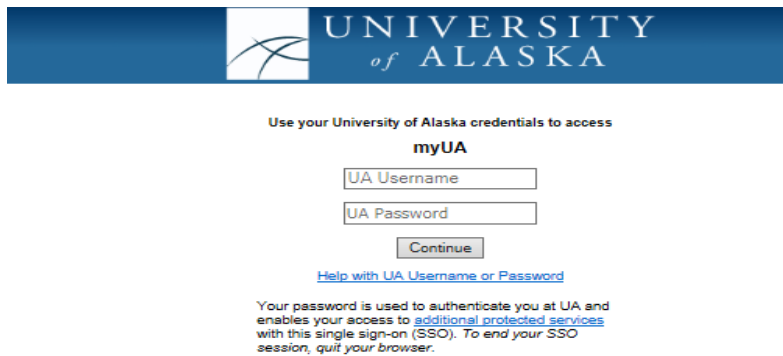 UNIVERSITY
of ALASKA
Use your University of Alaska credentials to access
myUA
UA Username
UA Password
Continue
Help with UA Username or Password
Your password is used to authenticate you at UA and
enables your access to additional protected services
with this single sign-on (SSO). To end your SSO
session, quit your browser.